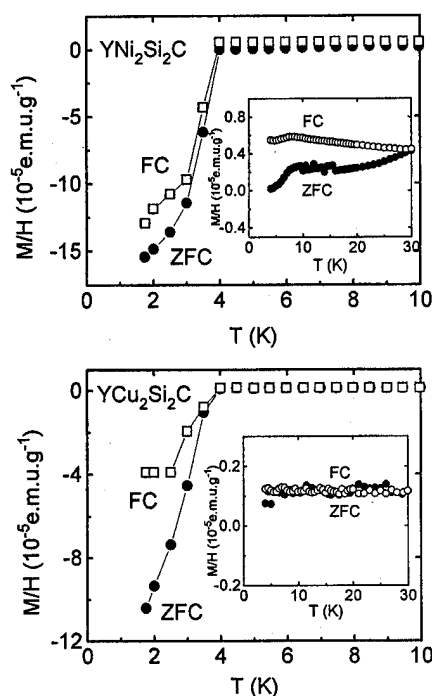 YNi₂Si₂C
FC
ZFC
M/H (10⁻⁵e.m.u.g⁻¹)
0
-5
-10
-15
0 2 4 6 8 10
T (K)
FC
ZFC
M/H (10⁻⁵e.m.u.g⁻¹)
0.8
0.4
0.0
-0.4
0 10 20 30
T (K)
YCu₂Si₂C
FC
ZFC
M/H (10⁻⁵e.m.u.g⁻¹)
0
-4
-8
-12
0 2 4 6 8 10
T (K)
FC
ZFC
M/H (10⁻⁵e.m.u.g⁻¹)
0.2
0.0
-0.2
0 10 20 30
T (K)